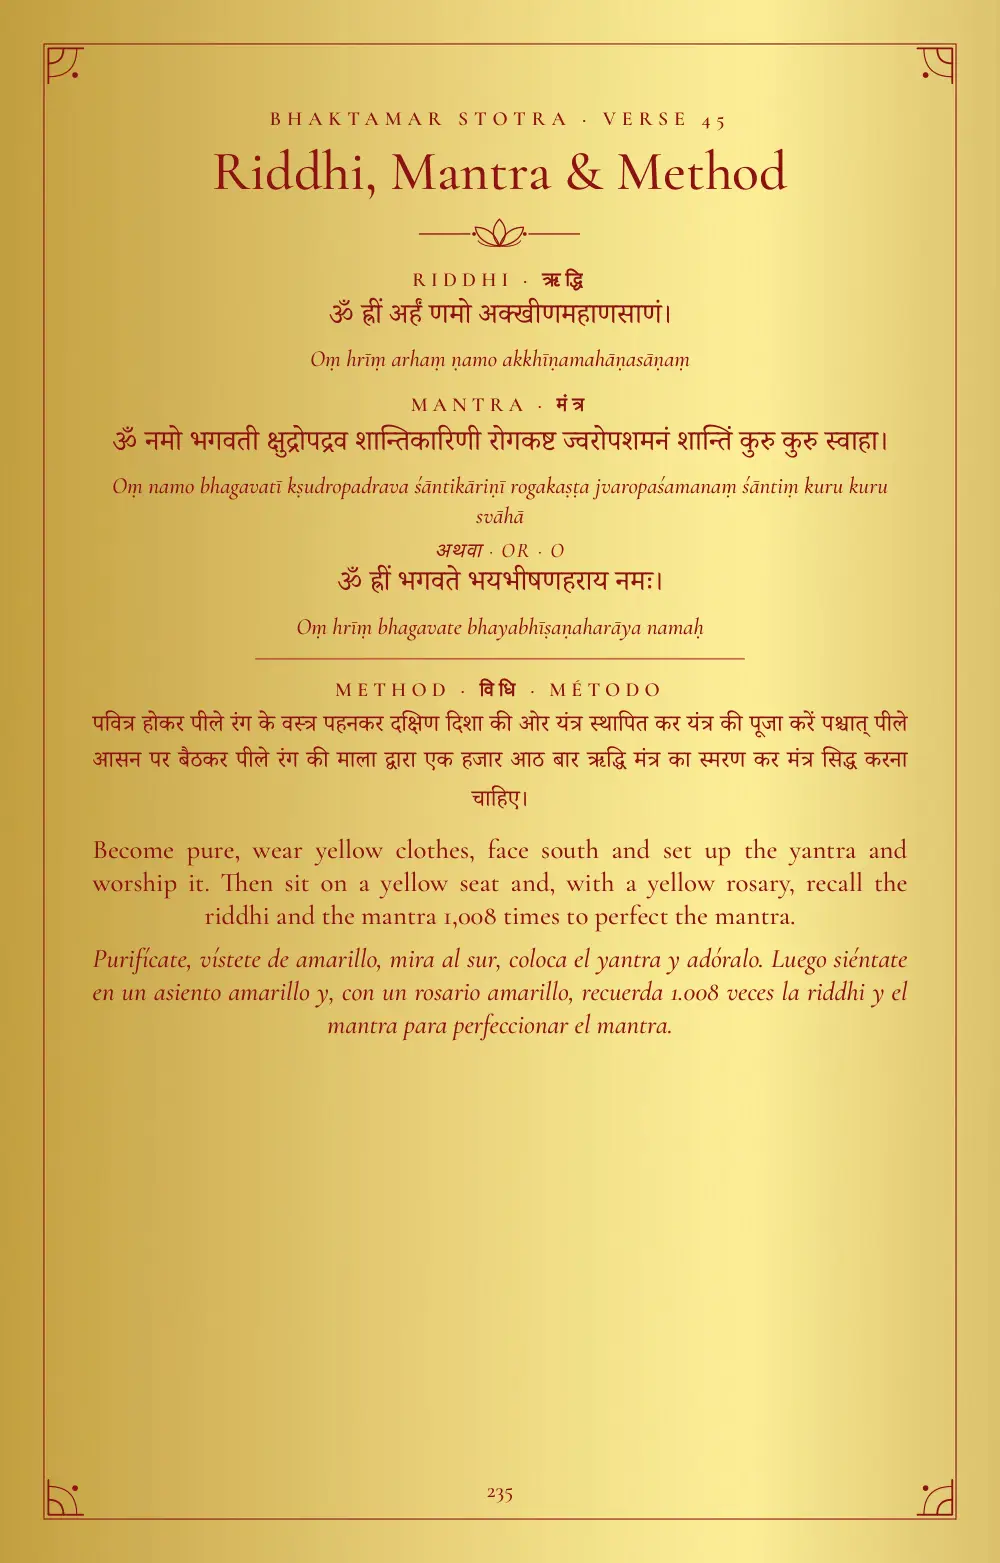 BHAKTAMAR STOTRA · VERSE 45
Riddhi, Mantra & Method
RIDDHI · ऋद्धि
ॐ ह्रीं अर्हं णमो अक्खीणमहाणसाणं।
Oṃ hrīṃ arhaṃ ṇamo akkhīṇamahāṇasāṇaṃ
MANTRA · मंत्र
ॐ नमो भगवती क्षुद्रोपद्रव शान्तिकारिणी रोगकष्ट ज्वरोपशमनं शान्तिं कुरु कुरु स्वाहा।
Oṃ namo bhagavatī kṣudropadrava śāntikāriṇī rogakaṣṭa jvaropaśamanaṃ śāntiṃ kuru kuru
svāhā
अथवा · OR · O
ॐ ह्रीं भगवते भयभीषणहराय नमः।
Oṃ hrīṃ bhagavate bhayabhīṣaṇaharāya namaḥ
METHOD · विधि · MÉTODO
पवित्र होकर पीले रंग के वस्त्र पहनकर दक्षिण दिशा की ओर यंत्र स्थापित कर यंत्र की पूजा करें पश्चात् पीले
आसन पर बैठकर पीले रंग की माला द्वारा एक हजार आठ बार ऋद्धि मंत्र का स्मरण कर मंत्र सिद्ध करना
चाहिए।
Become pure, wear yellow clothes, face south and set up the yantra and
worship it. Then sit on a yellow seat and, with a yellow rosary, recall the
riddhi and the mantra 1,008 times to perfect the mantra.
Purifícate, vístete de amarillo, mira al sur, coloca el yantra y adóralo. Luego siéntate
en un asiento amarillo y, con un rosario amarillo, recuerda 1.008 veces la riddhi y el
mantra para perfeccionar el mantra.
235